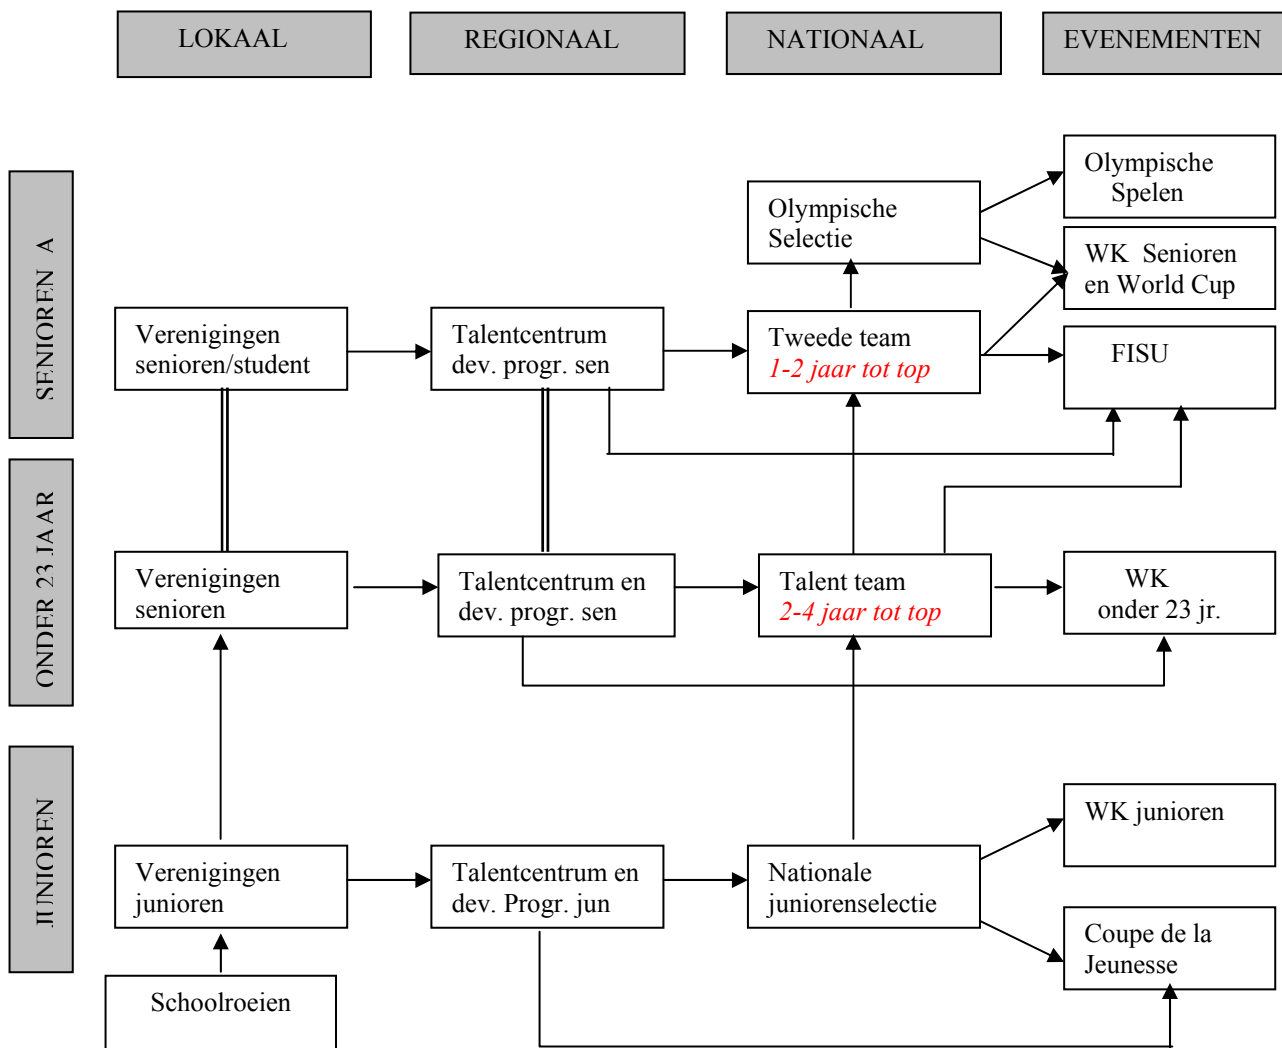 LOKAAL
REGIONAAL
NATIONAAL
EVENEMENTEN
SENIOREN A
Olympische
Selectie
Olympische
Spelen
WK Senioren
en World Cup
Verenigingen
senioren/student
Talentcentrum
dev. progr. sen
Tweede team
1-2 jaar tot top
FISU
ONDER 23 JAAR
Verenigingen
senioren
Talentcentrum en
dev. progr. sen
Talent team
2-4 jaar tot top
WK
onder 23 jr.
JUNIOREN
Verenigingen
junioren
Talentcentrum en
dev. Progr. jun
Nationale
juniorenselectie
WK junioren
Coupe de la
Jeunesse
Schoolroeien